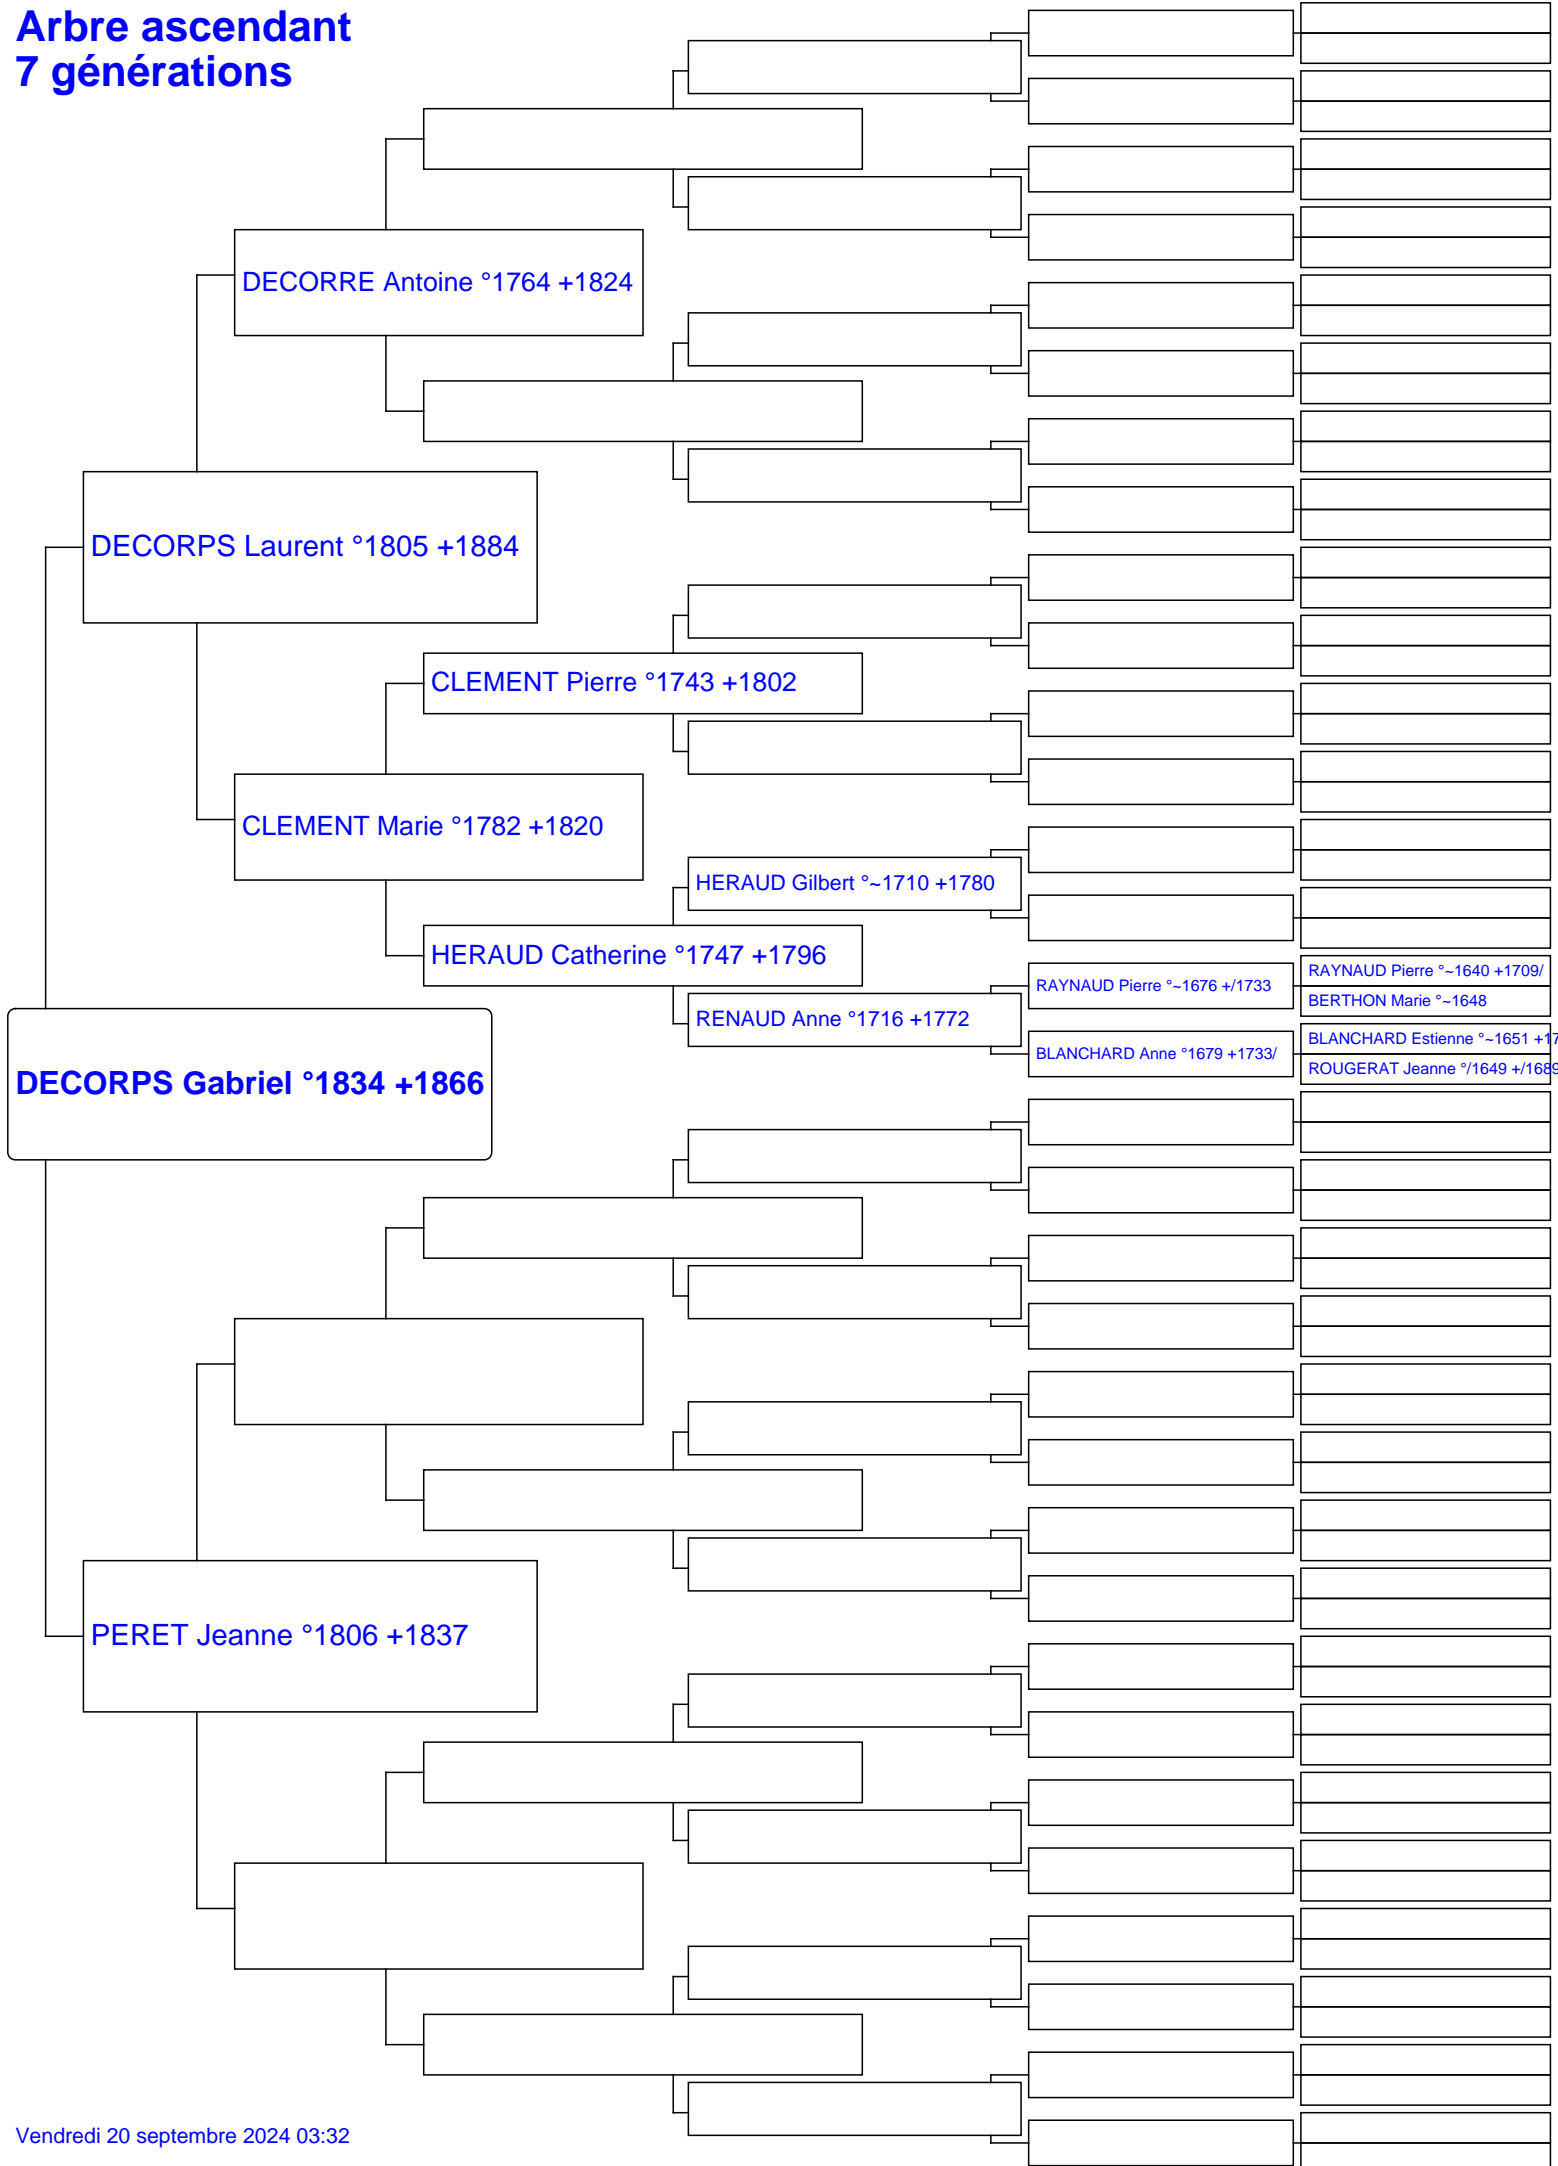 Arbre ascendant
7 générations
DECORRE Antoine °1764 +1824
DECORPS Laurent °1805 +1884
CLEMENT Pierre °1743 +1802
CLEMENT Marie °1782 +1820
HERAUD Gilbert °~1710 +1780
HERAUD Catherine °1747 +1796
RAYNAUD Pierre °~1640 +1709/
RAYNAUD Pierre °~1676 +/1733
BERTHON Marie °~1648
RENAUD Anne °1716 +1772
BLANCHARD Estienne °~1651 +17
BLANCHARD Anne °1679 +1733/
ROUGERAT Jeanne °/1649 +/1689
DECORPS Gabriel °1834 +1866
PERET Jeanne °1806 +1837
Vendredi 20 septembre 2024 03:32